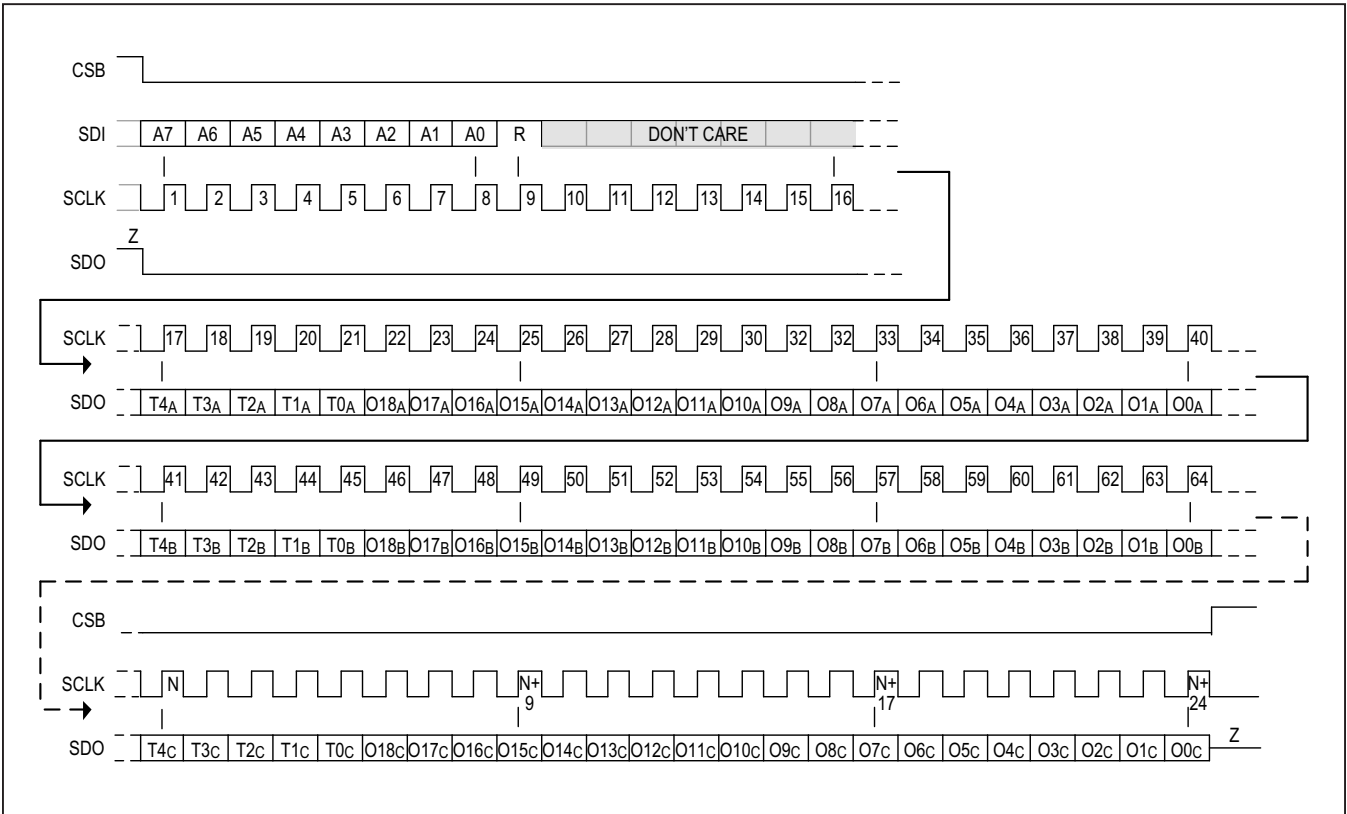 CSB
SDI A7 A6 A5 A4 A3 A2 A1 A0 R DON'T CARE
SCLK 1 2 3 4 5 6 7 8 9 10 11 12 13 14 15 16
Z
SDO
SCLK 17 18 19 20 21 22 23 24 25 26 27 28 29 30 32 32 33 34 35 36 37 38 39 40
SDO T4A T3A T2A T1A T0A O18A O17A O16A O15A O14A O13A O12A O11A O10A O9A O8A O7A O6A O5A O4A O3A O2A O1A O0A
SCLK 41 42 43 44 45 46 47 48 49 50 51 52 53 54 55 56 57 58 59 60 61 62 63 64
SDO T4B T3B T2B T1B T0B O18B O17B O16B O15B O14B O13B O12B O11B O10B O9B O8B O7B O6B O5B O4B O3B O2B O1B O0B
CSB
SCLK N N+ N+ N+
9 17 24
SDO T4C T3C T2C T1C T0C O18C O17C O16C O15C O14C O13C O12C O11C O10C O9C O8C O7C O6C O5C O4C O3C O2C O1C O0C Z